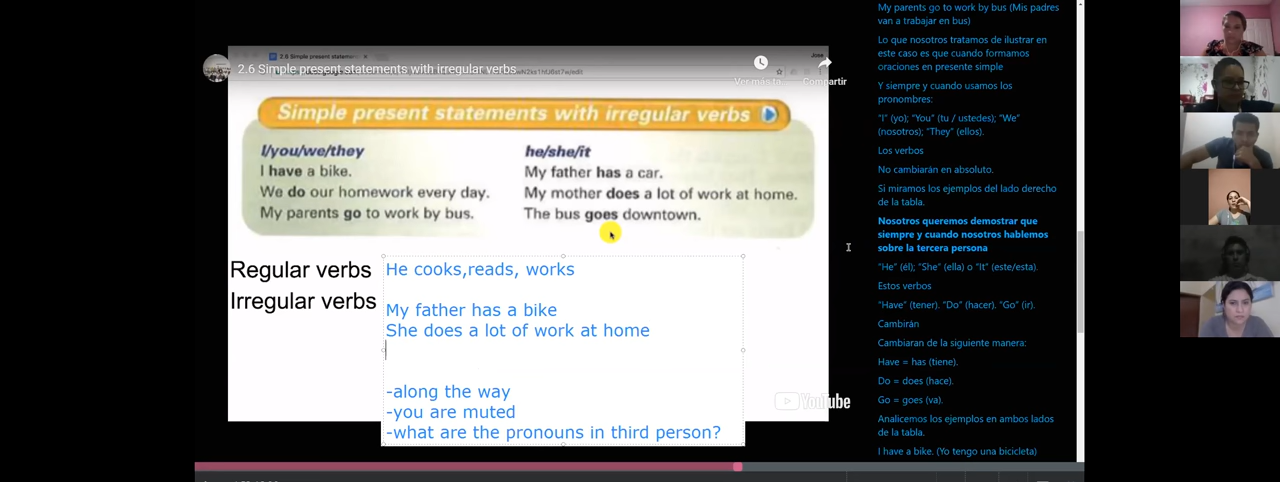 2.6 Simple present statemen
Jose
2.6 Simple present statements with irregular verbs
Ver más ta
Compartir
Simple present statements with irregular verbs
I/you/we/they
I have a bike.
We do our homework every day.
My parents go to work by bus.
he/she/it
My father has a car.
My mother does a lot of work at home.
The bus goes downtown.
Regular verbs
Irregular verbs
He cooks,reads, works
My father has a bike
She does a lot of work at home
-along the way
-you are muted
-what are the pronouns in third person?
YouTube
My parents go to work by bus (Mis padres
van a trabajar en bus)
Lo que nosotros tratamos de ilustrar en
este caso es que cuando formamos
oraciones en presente simple
Y siempre y cuando usamos los
pronombres:
"I" (yo); "You" (tu / ustedes); "We"
(nosotros); "They" (ellos).
Los verbos
No cambiarán en absoluto.
Si miramos los ejemplos del lado derecho
de la tabla.
Nosotros queremos demostrar que
siempre y cuando nosotros hablemos
sobre la tercera persona
"He" (él); "She" (ella) o "It" (este/esta).
Estos verbos
"Have" (tener). "Do" (hacer). "Go" (ir).
Cambirán
Cambiaran de la siguiente manera:
Have = has (tiene).
Do = does (hace).
Go = goes (va).
Analicemos los ejemplos en ambos lados
de la tabla.
I have a bike. (Yo tengo una bicicleta)